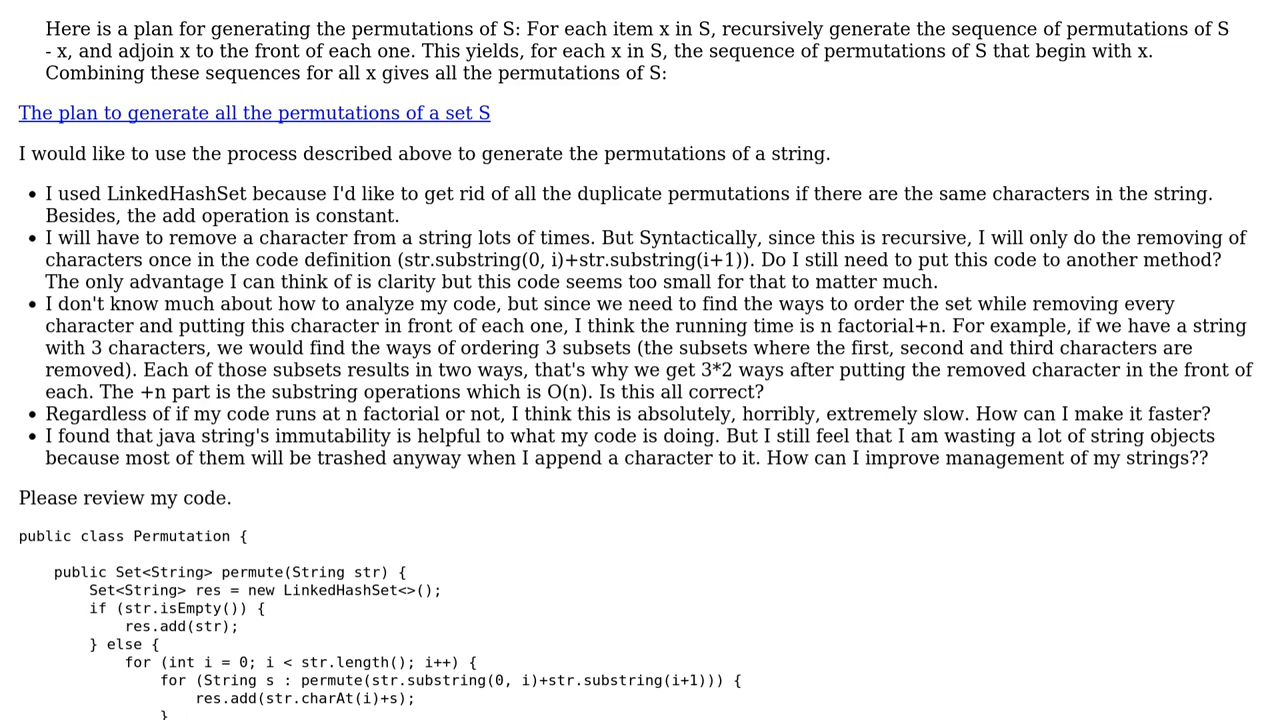 Here is a plan for generating the permutations of S: For each item x in S, recursively generate the sequence of permutations of S
- x, and adjoin x to the front of each one. This yields, for each x in S, the sequence of permutations of S that begin with x.
Combining these sequences for all x gives all the permutations of S:
The plan to generate all the permutations of a set S
I would like to use the process described above to generate the permutations of a string.
• I used LinkedHashSet because I'd like to get rid of all the duplicate permutations if there are the same characters in the string.
Besides, the add operation is constant.
• I will have to remove a character from a string lots of times. But Syntactically, since this is recursive, I will only do the removing of
characters once in the code definition (str.substring(0, i)+str.substring(i+1)). Do I still need to put this code to another method?
The only advantage I can think of is clarity but this code seems too small for that to matter much.
• I don't know much about how to analyze my code, but since we need to find the ways to order the set while removing every
character and putting this character in front of each one, I think the running time is n factorial+n. For example, if we have a string
with 3 characters, we would find the ways of ordering 3 subsets (the subsets where the first, second and third characters are
removed). Each of those subsets results in two ways, that's why we get 3*2 ways after putting the removed character in the front of
each. The +n part is the substring operations which is O(n). Is this all correct?
• Regardless of if my code runs at n factorial or not, I think this is absolutely, horribly, extremely slow. How can I make it faster?
• I found that java string's immutability is helpful to what my code is doing. But I still feel that I am wasting a lot of string objects
because most of them will be trashed anyway when I append a character to it. How can I improve management of my strings??
Please review my code.
public class Permutation {
    public Set<String> permute(String str) {
        Set<String> res = new LinkedHashSet<>();
        if (str.isEmpty()) {
            res.add(str);
        } else {
            for (int i = 0; i < str.length(); i++) {
                for (String s : permute(str.substring(0, i)+str.substring(i+1))) {
                    res.add(str.charAt(i)+s);
                }